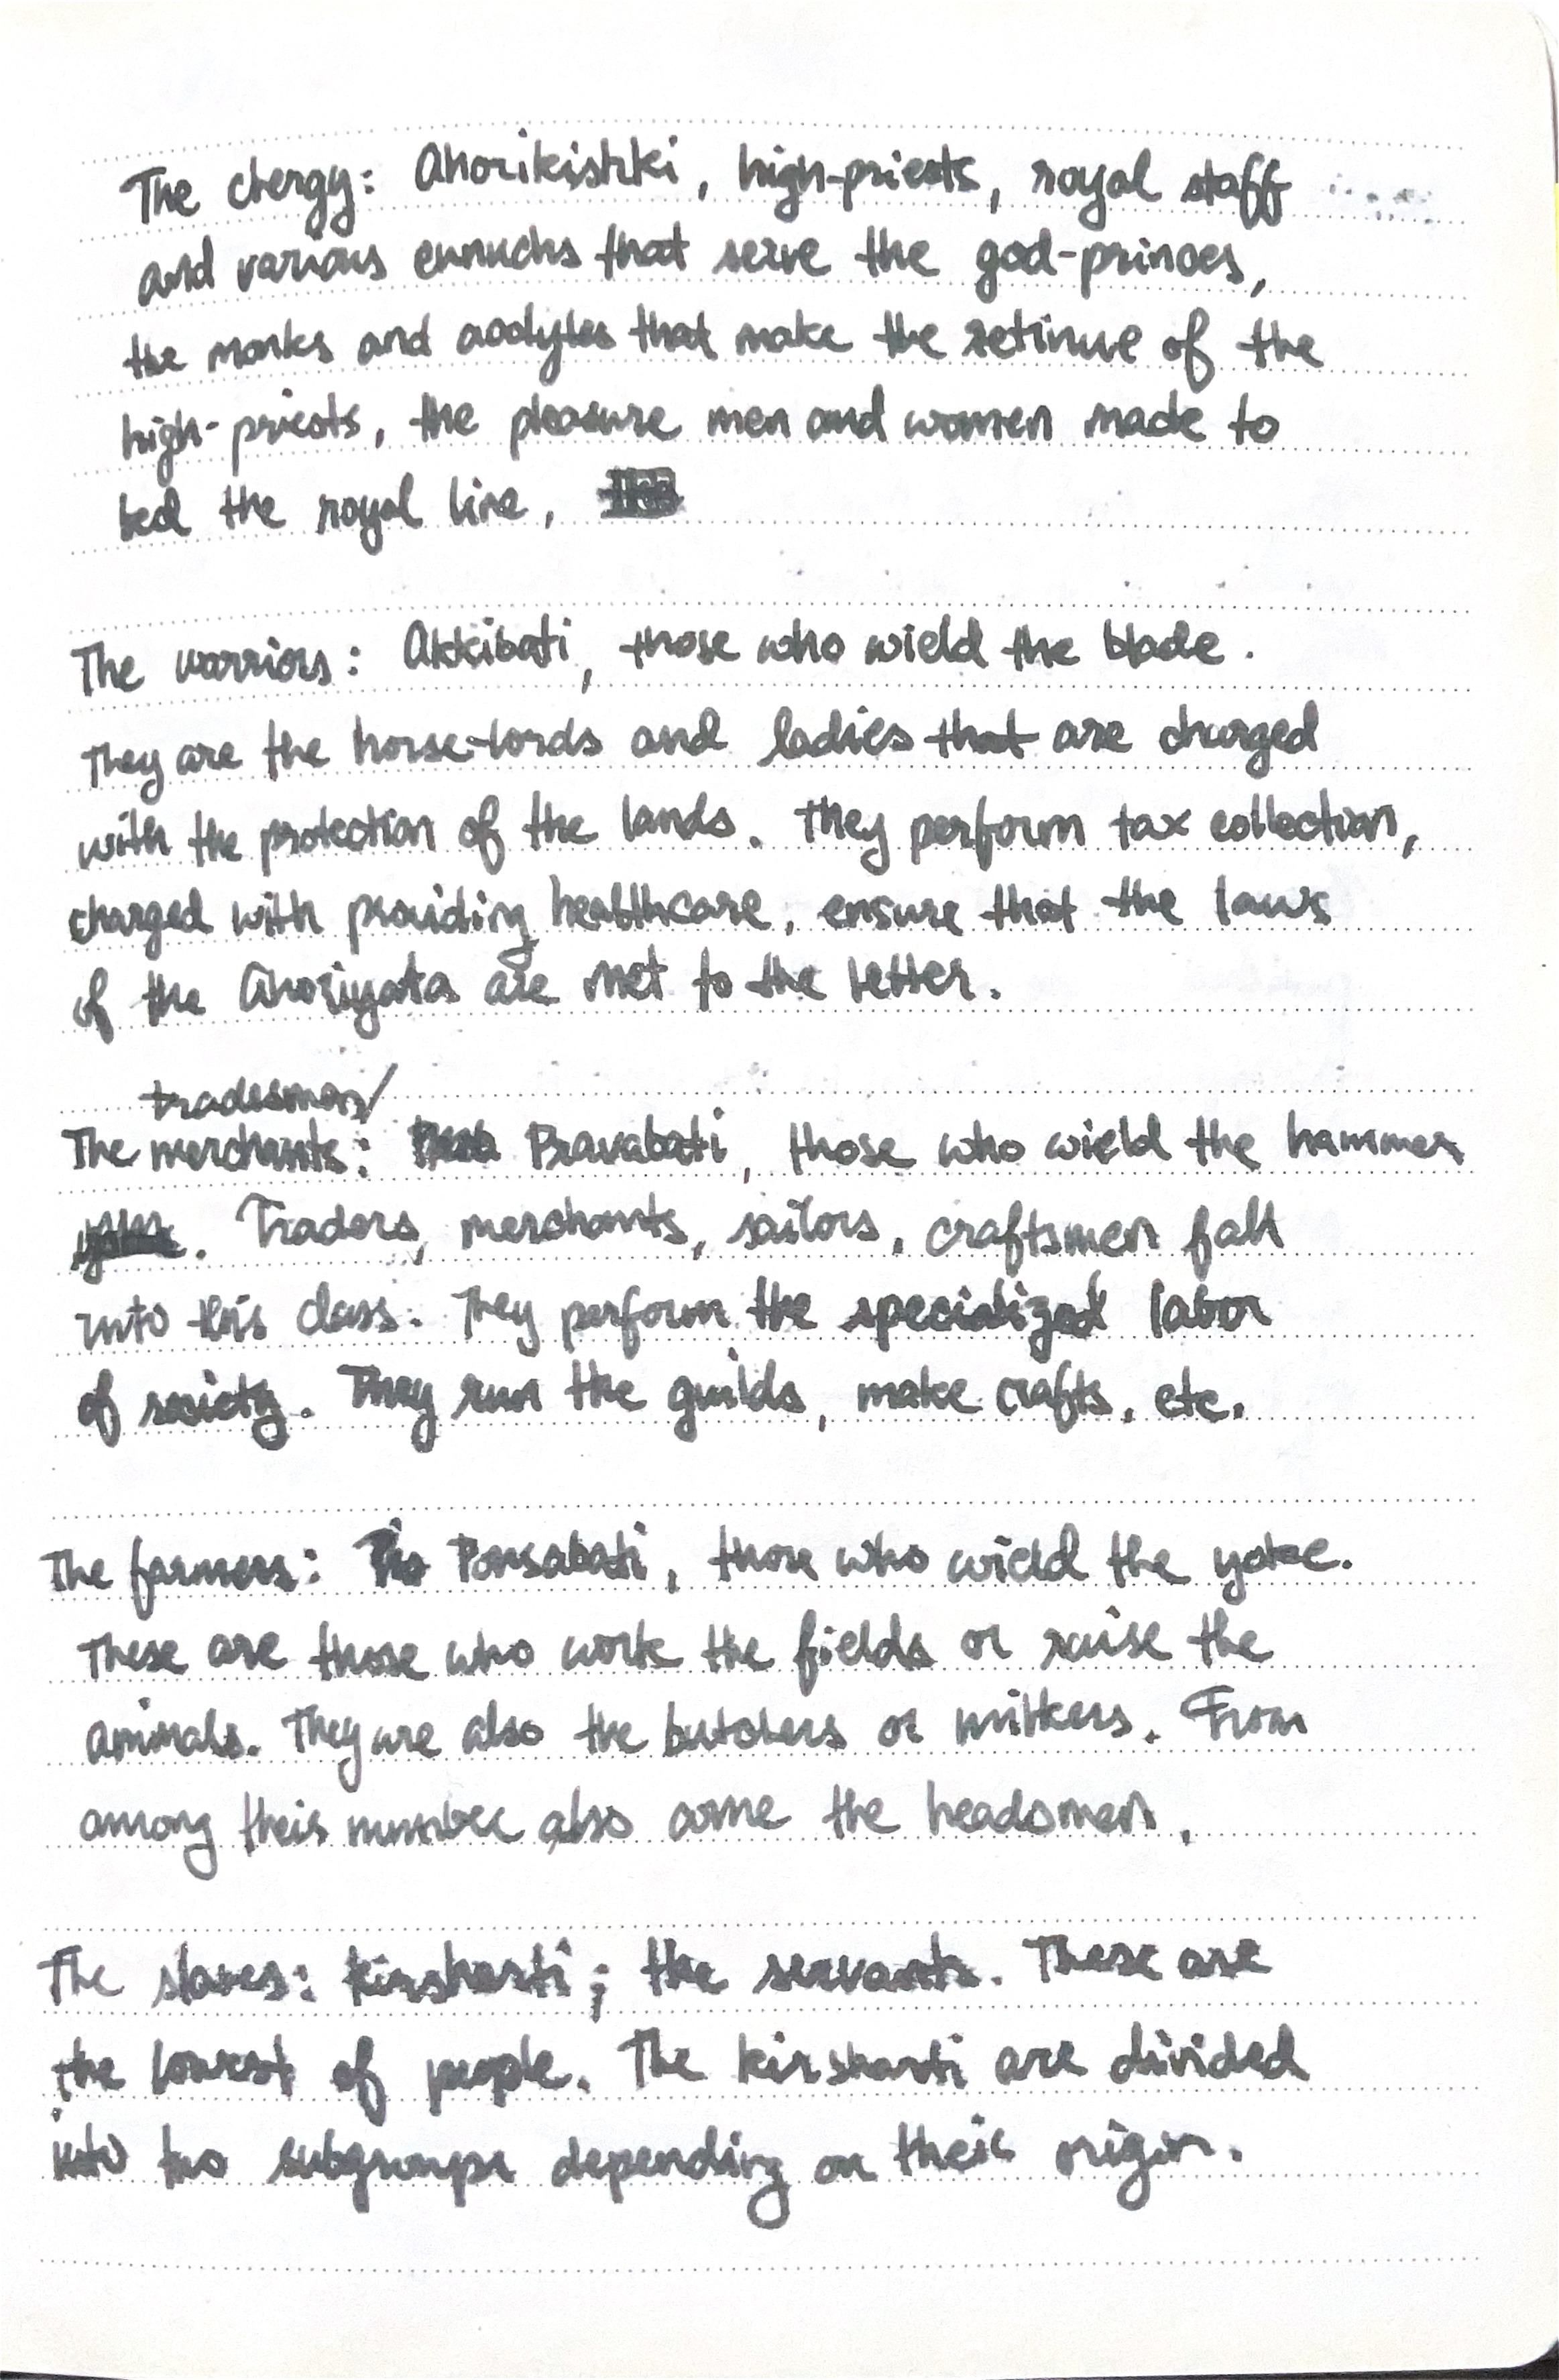 The clergy: Ahorikishki, high-priests, royal staff
and various eunuchs that serve the god-princes,
the monks and acolytes that make the retinue of the
high-priests, the pleasure men and women made to
bed the royal line.
The warriors: Akkibati, those who wield the blade.
They are the horse-lords and ladies that are charged
with the protection of the lands. They perform tax collection,
charged with providing healthcare, ensure that the laws
of the Ahoriyata are met to the letter.
tradesmen/
The merchants: Pravabati, those who wield the hammer
. Traders, merchants, sailors, craftsmen fall
into this class. They perform the specialized labor
of society. They run the guilds, make crafts, etc.
The farmers: Ponsabati, those who wield the yoke.
These are those who work the fields or raise the
animals. They are also the butchers or milkers. From
among their number also come the headsmen.
The slaves: kirsharti; the servants. These are
the lowest of people. The kirsharti are divided
into two subgroups depending on their origin.